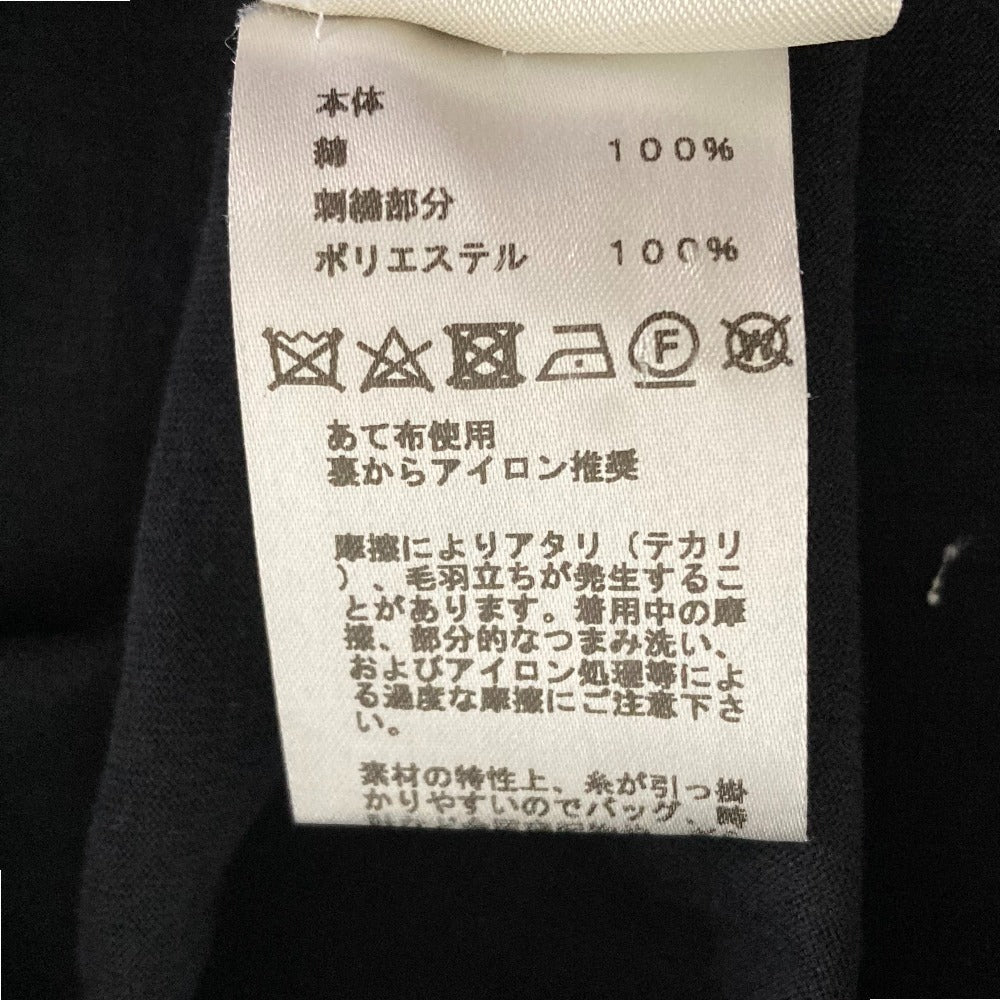 本体
綿 100%
刺繍部分
ポリエステル 100%
F W
あて布使用
裏からアイロン推奨
摩擦によりアタリ(テカリ
)、毛羽立ちが発生するこ
とがあります。着用中の摩
擦、部分的なつまみ洗い、
およびアイロン処理等によ
る過度な摩擦にご注意下さ
い。
素材の特性上、糸が引っ掛
かりやすいのでバッグ、